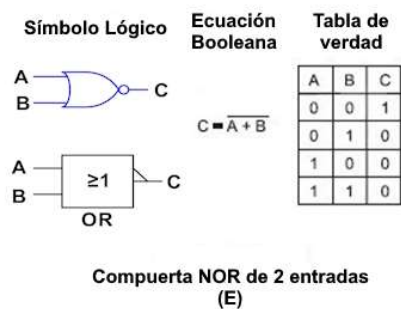 Símbolo Lógico
Ecuación
Booleana
Tabla de
verdad
A
B
C
C = \overline{A + B}
A B C
0 0 1
0 1 0
1 0 0
1 1 0
A
B
≥1
C
OR
Compuerta NOR de 2 entradas
(E)